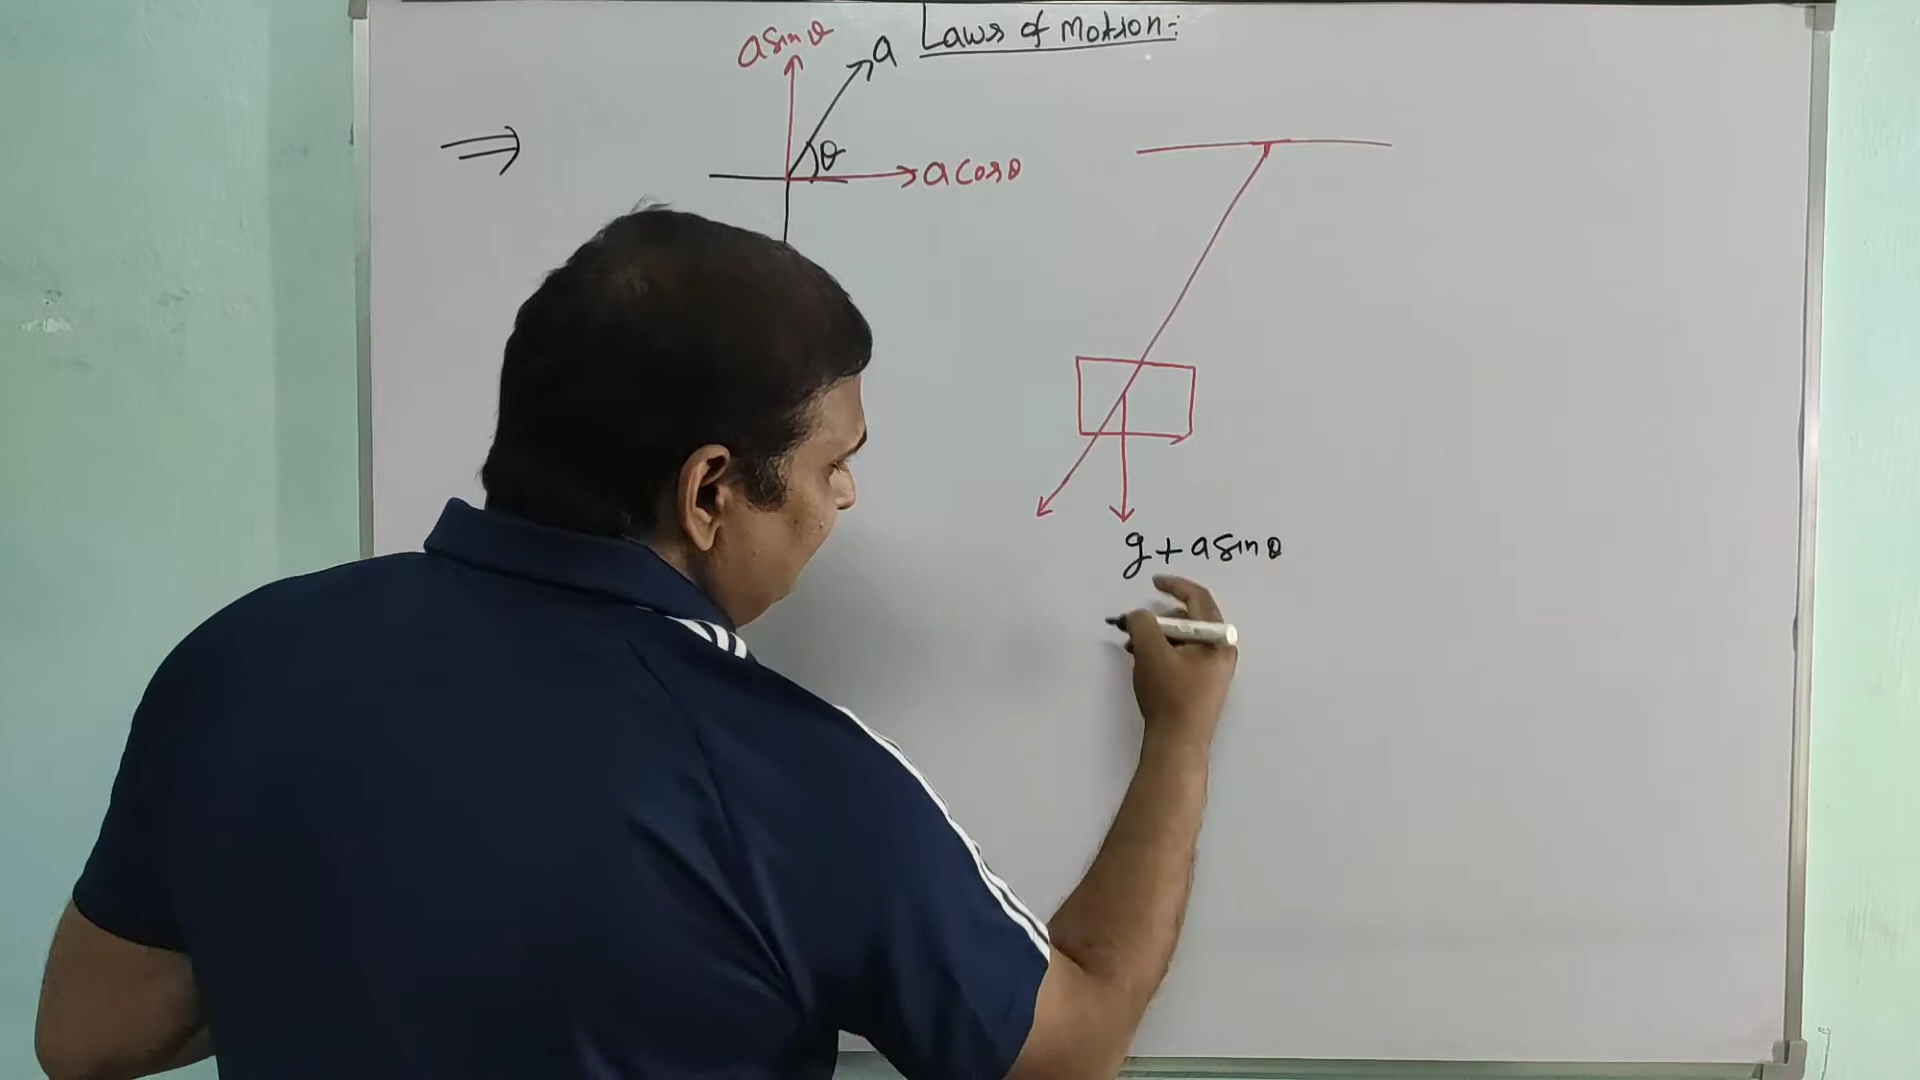 Laws of Motion:-
a sin θ
a
θ
a cos θ
g + a sin θ